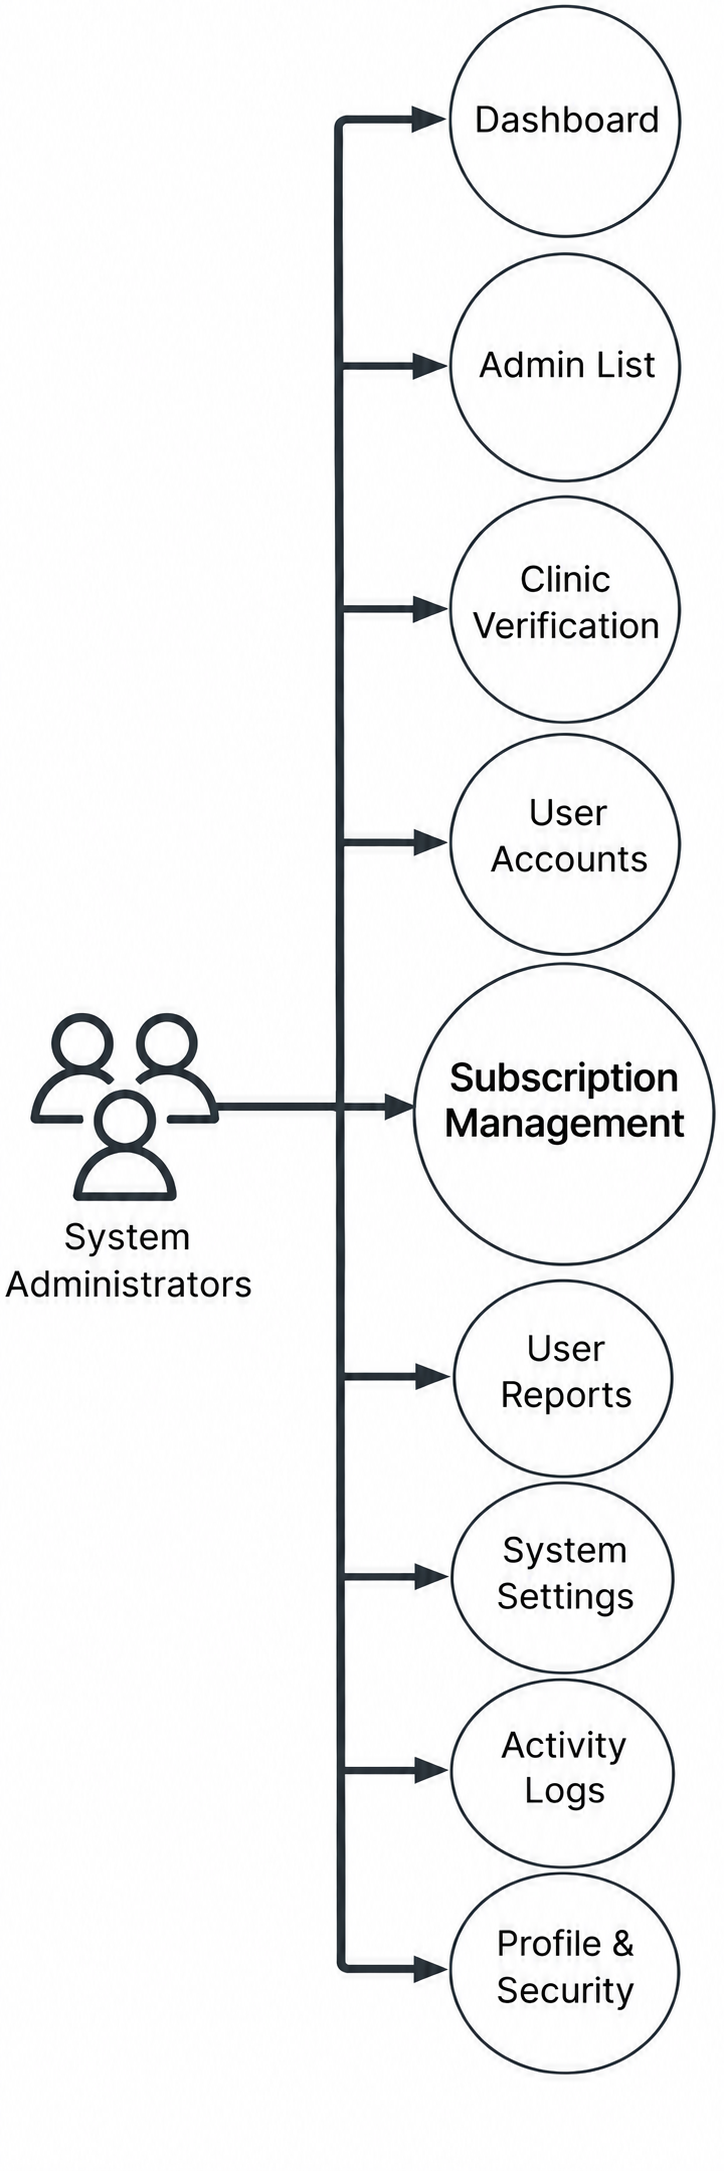 Dashboard
Admin List
Clinic
Verification
User
Accounts
Subscription
Management
System
Administrators
User
Reports
System
Settings
Activity
Logs
Profile &
Security